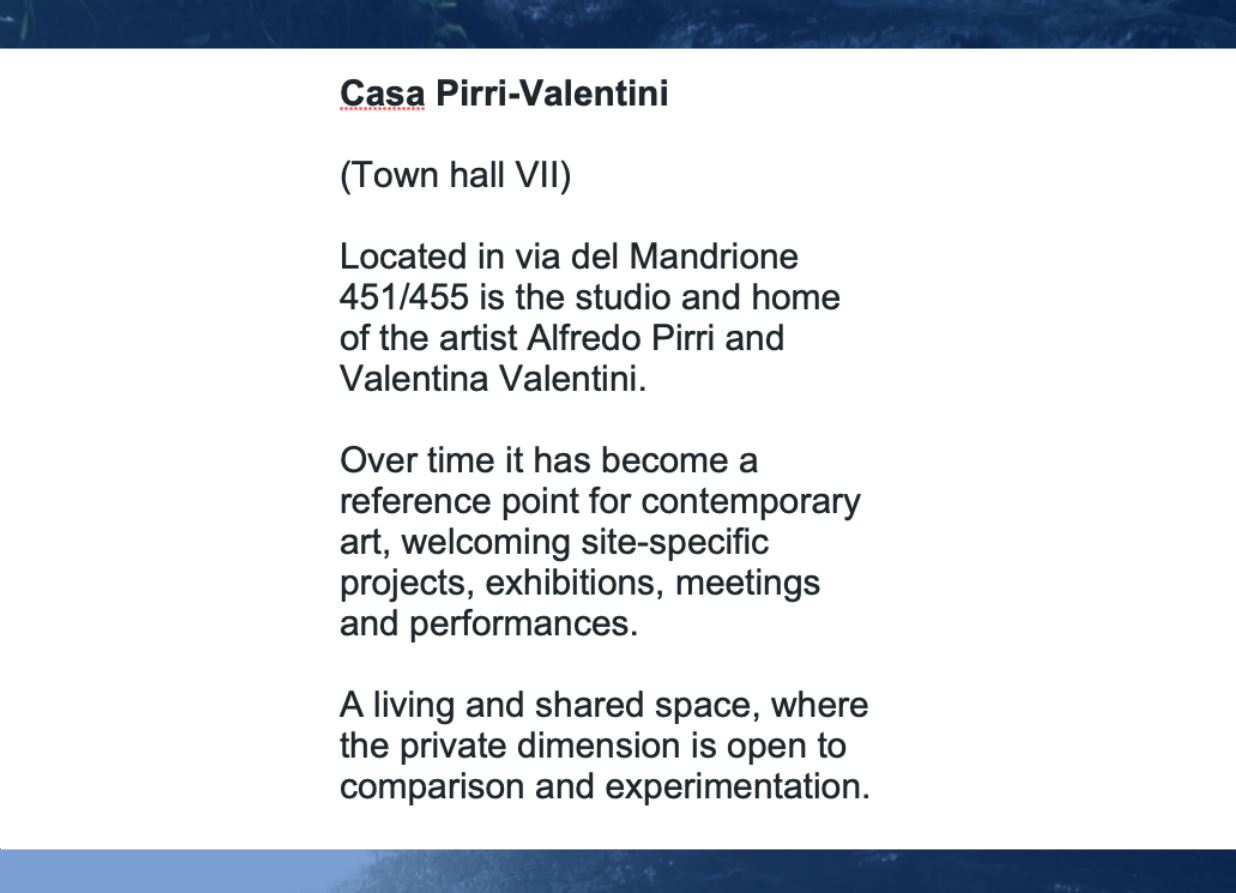 Casa Pirri-Valentini
(Town hall VII)
Located in via del Mandrione
451/455 is the studio and home
of the artist Alfredo Pirri and
Valentina Valentini.
Over time it has become a
reference point for contemporary
art, welcoming site-specific
projects, exhibitions, meetings
and performances.
A living and shared space, where
the private dimension is open to
comparison and experimentation.